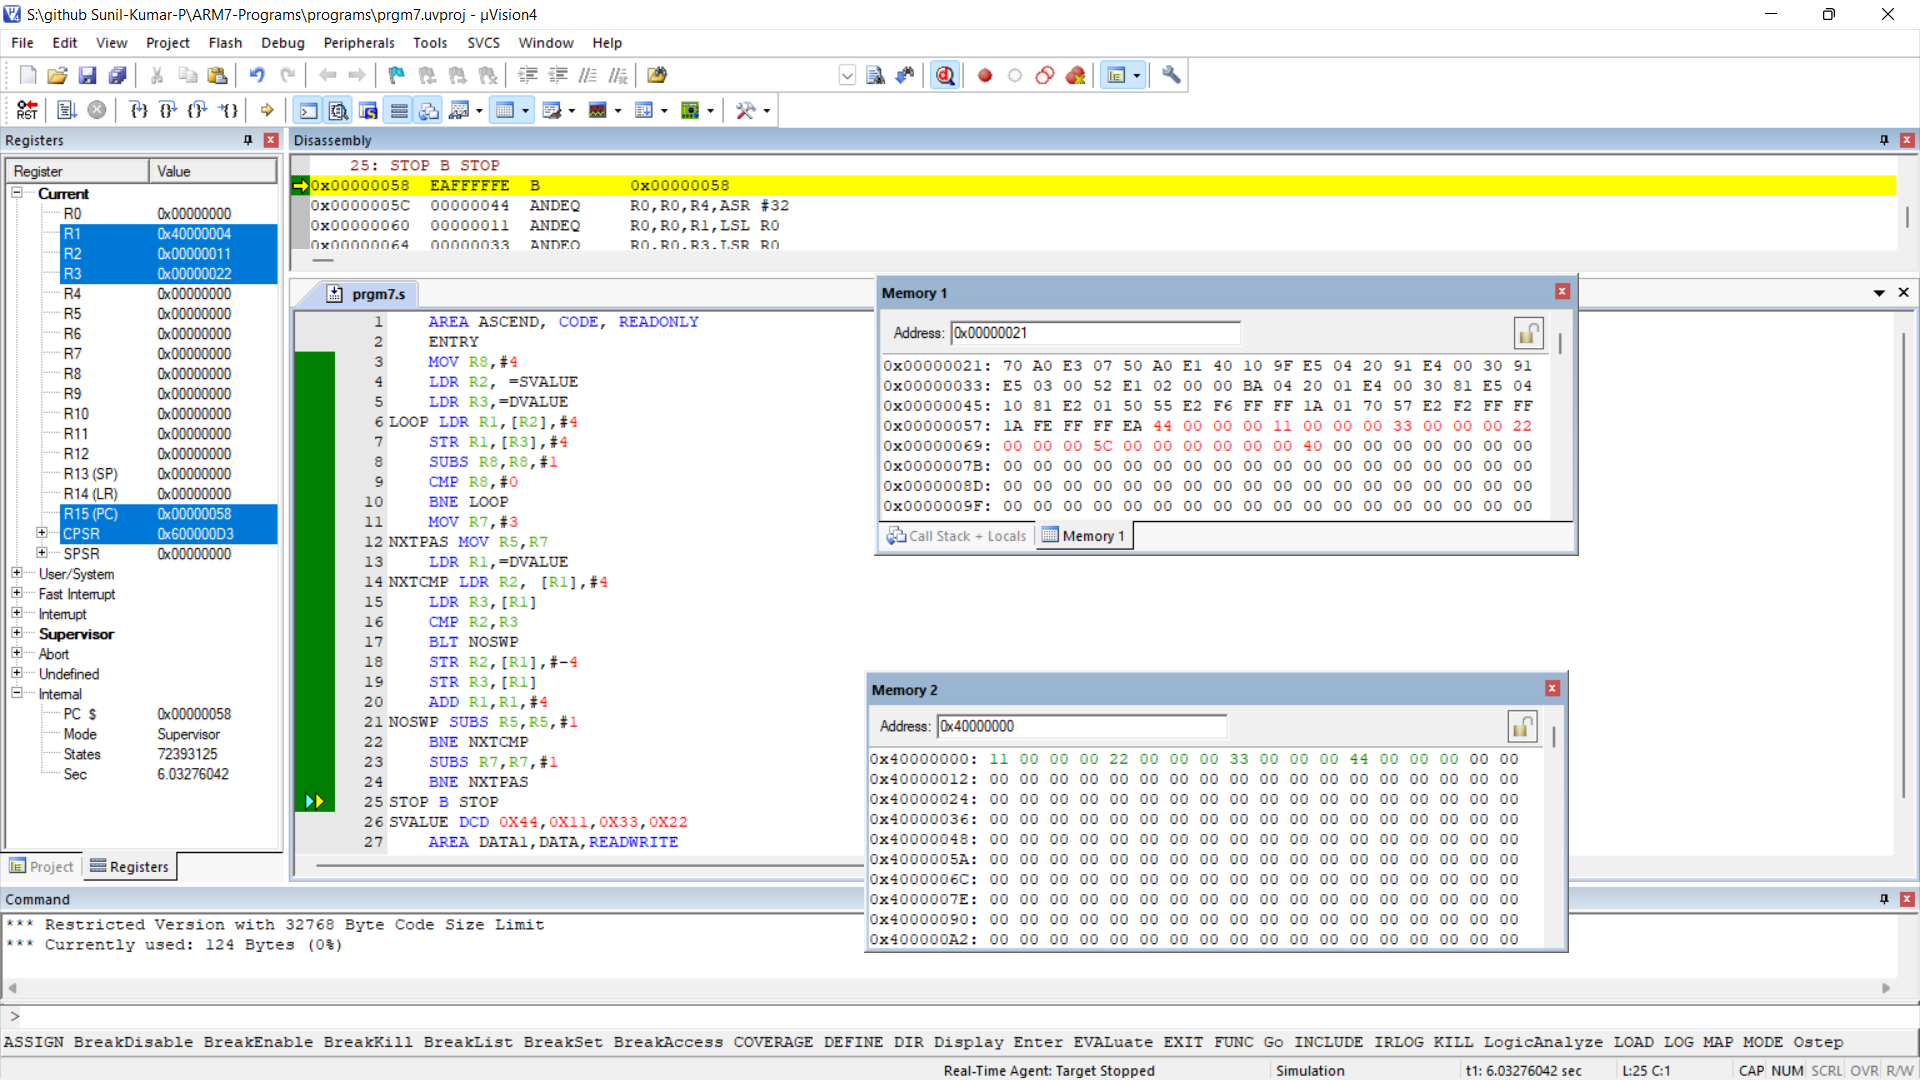 S:\github Sunil-Kumar-P\ARM7-Programs\programs\prgm7.uvproj - µVision4
File Edit View Project Flash Debug Peripherals Tools SVCS Window Help
Registers
Register Value
Current
R0 0x00000000
R1 0x40000004
R2 0x00000011
R3 0x00000022
R4 0x00000000
R5 0x00000000
R6 0x00000000
R7 0x00000000
R8 0x00000000
R9 0x00000000
R10 0x00000000
R11 0x00000000
R12 0x00000000
R13 (SP) 0x00000000
R14 (LR) 0x00000000
R15 (PC) 0x00000058
CPSR 0x600000D3
SPSR 0x00000000
User/System
Fast Interrupt
Interrupt
Supervisor
Abort
Undefined
Internal
PC $ 0x00000058
Mode Supervisor
States 72393125
Sec 6.03276042
Project Registers
Disassembly
25: STOP B STOP
0x00000058 EAFFFFFE B 0x00000058
0x0000005C 00000044 ANDEQ R0,R0,R4,ASR #32
0x00000060 00000011 ANDEQ R0,R0,R1,LSL R0
0x00000064 00000033 ANDEQ R0,R0,R3,LSR R0
prgm7.s
1 AREA ASCEND, CODE, READONLY
2 ENTRY
3 MOV R8,#4
4 LDR R2, =SVALUE
5 LDR R3,=DVALUE
6 LOOP LDR R1,[R2],#4
7 STR R1,[R3],#4
8 SUBS R8,R8,#1
9 CMP R8,#0
10 BNE LOOP
11 MOV R7,#3
12 NXTPAS MOV R5,R7
13 LDR R1,=DVALUE
14 NXTCMP LDR R2, [R1],#4
15 LDR R3,[R1]
16 CMP R2,R3
17 BLT NOSWP
18 STR R2,[R1],#-4
19 STR R3,[R1]
20 ADD R1,R1,#4
21 NOSWP SUBS R5,R5,#1
22 BNE NXTCMP
23 SUBS R7,R7,#1
24 BNE NXTPAS
25 STOP B STOP
26 SVALUE DCD 0X44,0X11,0X33,0X22
27 AREA DATA1,DATA,READWRITE
Memory 1
Address: 0x00000021
0x00000021: 70 A0 E3 07 50 A0 E1 40 10 9F E5 04 20 91 E4 00 30 91
0x00000033: E5 03 00 52 E1 02 00 00 BA 04 20 01 E4 00 30 81 E5 04
0x00000045: 10 81 E2 01 50 55 E2 F6 FF FF 1A 01 70 57 E2 F2 FF FF
0x00000057: 1A FE FF FF EA 44 00 00 00 11 00 00 00 33 00 00 00 22
0x00000069: 00 00 00 5C 00 00 00 00 00 00 40 00 00 00 00 00 00 00
0x0000007B: 00 00 00 00 00 00 00 00 00 00 00 00 00 00 00 00 00 00
0x0000008D: 00 00 00 00 00 00 00 00 00 00 00 00 00 00 00 00 00 00
0x0000009F: 00 00 00 00 00 00 00 00 00 00 00 00 00 00 00 00 00 00
Call Stack + Locals Memory 1
Memory 2
Address: 0x40000000
0x40000000: 11 00 00 00 22 00 00 00 33 00 00 00 44 00 00 00 00 00
0x40000012: 00 00 00 00 00 00 00 00 00 00 00 00 00 00 00 00 00 00
0x40000024: 00 00 00 00 00 00 00 00 00 00 00 00 00 00 00 00 00 00
0x40000036: 00 00 00 00 00 00 00 00 00 00 00 00 00 00 00 00 00 00
0x40000048: 00 00 00 00 00 00 00 00 00 00 00 00 00 00 00 00 00 00
0x4000005A: 00 00 00 00 00 00 00 00 00 00 00 00 00 00 00 00 00 00
0x4000006C: 00 00 00 00 00 00 00 00 00 00 00 00 00 00 00 00 00 00
0x4000007E: 00 00 00 00 00 00 00 00 00 00 00 00 00 00 00 00 00 00
0x40000090: 00 00 00 00 00 00 00 00 00 00 00 00 00 00 00 00 00 00
0x400000A2: 00 00 00 00 00 00 00 00 00 00 00 00 00 00 00 00 00 00
Command
*** Restricted Version with 32768 Byte Code Size Limit
*** Currently used: 124 Bytes (0%)
>
ASSIGN BreakDisable BreakEnable BreakKill BreakList BreakSet BreakAccess COVERAGE DEFINE DIR Display Enter EVALuate EXIT FUNC Go INCLUDE IRLOG KILL LogicAnalyze LOAD LOG MAP MODE Ostep
Real-Time Agent: Target Stopped Simulation t1: 6.03276042 sec L:25 C:1 CAP NUM SCRL OVR R/W